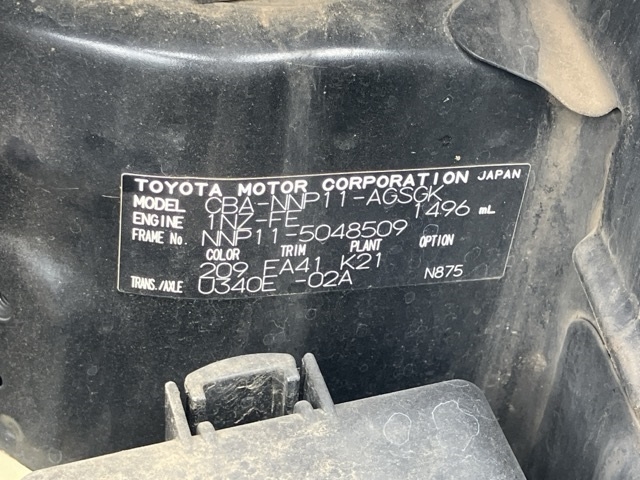 TOYOTA MOTOR CORPORATION JAPAN
MODEL CBA-NNP11-AGSGK
ENGINE 1NZ-FE 1496 mL
FRAME No. NNP11-5048509
COLOR TRIM PLANT OPTION
209 EA41 K21
TRANS./AXLE U340E -02A N875